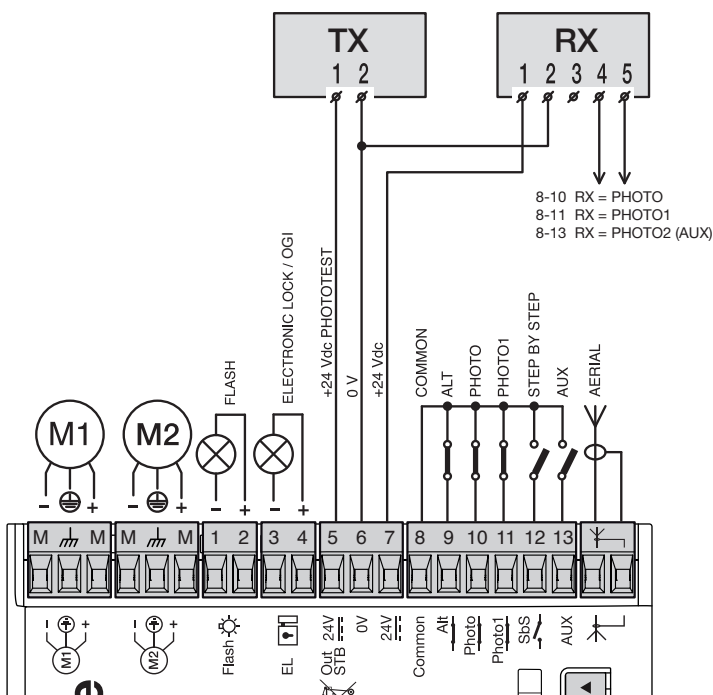 TX
1 2
RX
1 2 3 4 5
8-10 RX = PHOTO
8-11 RX = PHOTO1
8-13 RX = PHOTO2 (AUX)
FLASH
ELECTRONIC LOCK / OGI
+24 Vdc PHOTOTEST
0 V
+24 Vdc
COMMON
ALT
PHOTO
PHOTO1
STEP BY STEP
AUX
AERIAL
M1
M2
- +
- +
- +
- +
M M M M 1 2 3 4 5 6 7 8 9 10 11 12 13
- +
M1
- +
M2
Flash
EL
Out 24V
STB
0V
24V
Common
Alt
Photo
Photo1
SbS
AUX
e